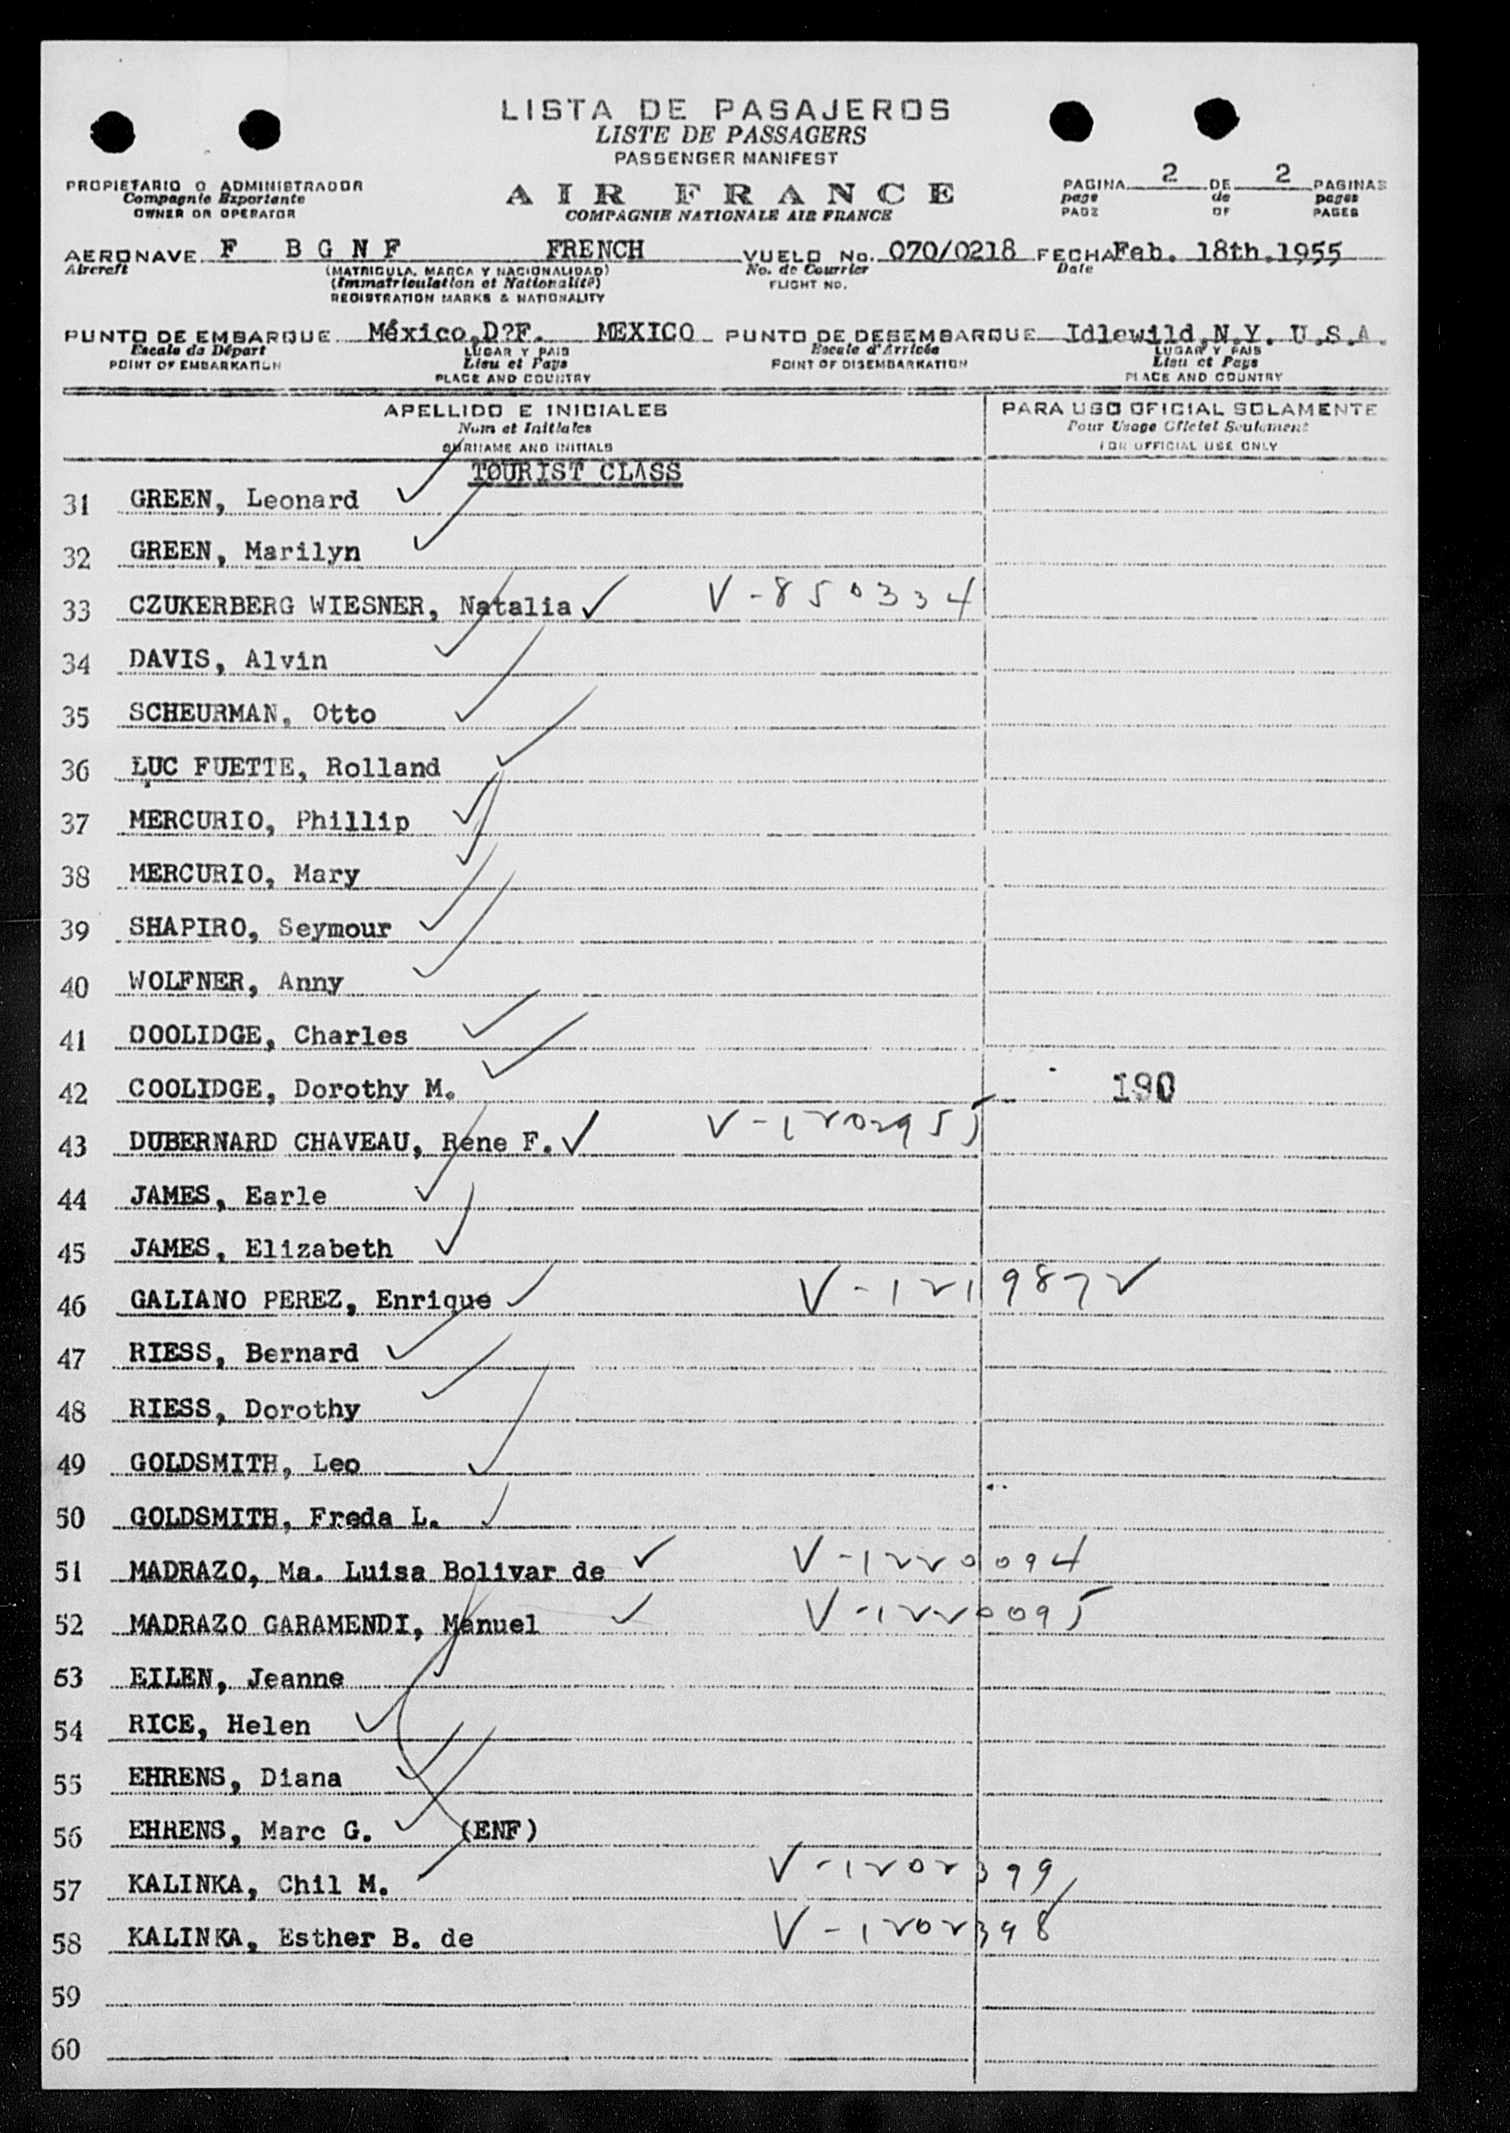 LISTA DE PASAJEROS
LISTE DE PASSAGERS
PASSENGER MANIFEST
PROPIETARIO O ADMINISTRADOR
Compagnie Exportante
OWNER OR OPERATOR
AIR FRANCE
COMPAGNIE NATIONALE AIR FRANCE
PAGINA 2 DE 2 PAGINAS
page de pages
PAGE OF PAGES
AERONAVE F BGNF FRENCH VUELO No. 070/0218 FECHA Feb. 18th.1955
Aircraft (MATRICULA, MARCA Y NACIONALIDAD) No. de Courrier Date
(Immatriculation et Nationalité) FLIGHT NO.
REGISTRATION MARKS & NATIONALITY
PUNTO DE EMBARQUE México,D?F. MEXICO PUNTO DE DESEMBARQUE Idlewild,N.Y. U.S.A.
Escale de Départ LUGAR Y PAIS Escale d'Arrivée LUGAR Y PAIS
POINT OF EMBARKATION Lieu et Pays POINT OF DISEMBARKATION Lieu et Pays
PLACE AND COUNTRY PLACE AND COUNTRY
APELLIDO E INICIALES PARA USO OFICIAL SOLAMENTE
Nom et Initiales Pour Usage Officiel Seulement
SURNAME AND INITIALS FOR OFFICIAL USE ONLY
TOURIST CLASS
31 GREEN, Leonard
32 GREEN, Marilyn
33 CZUKERBERG WIESNER, Natalia V-850334
34 DAVIS, Alvin
35 SCHEURMAN, Otto
36 LUC FUETTE, Rolland
37 MERCURIO, Phillip
38 MERCURIO, Mary
39 SHAPIRO, Seymour
40 WOLFNER, Anny
41 COOLIDGE, Charles
42 COOLIDGE, Dorothy M. 190
43 DUBERNARD CHAVEAU, Rene F. V-1202955
44 JAMES, Earle
45 JAMES, Elizabeth
46 GALIANO PEREZ, Enrique V-1219872
47 RIESS, Bernard
48 RIESS, Dorothy
49 GOLDSMITH, Leo
50 GOLDSMITH, Freda L.
51 MADRAZO, Ma. Luisa Bolivar de V-1220094
52 MADRAZO GARAMENDI, Manuel V-1220095
53 EILEN, Jeanne
54 RICE, Helen
55 EHRENS, Diana
56 EHRENS, Marc G. (ENF)
57 KALINKA, Chil M. V-1202399
58 KALINKA, Esther B. de V-1202398
59
60